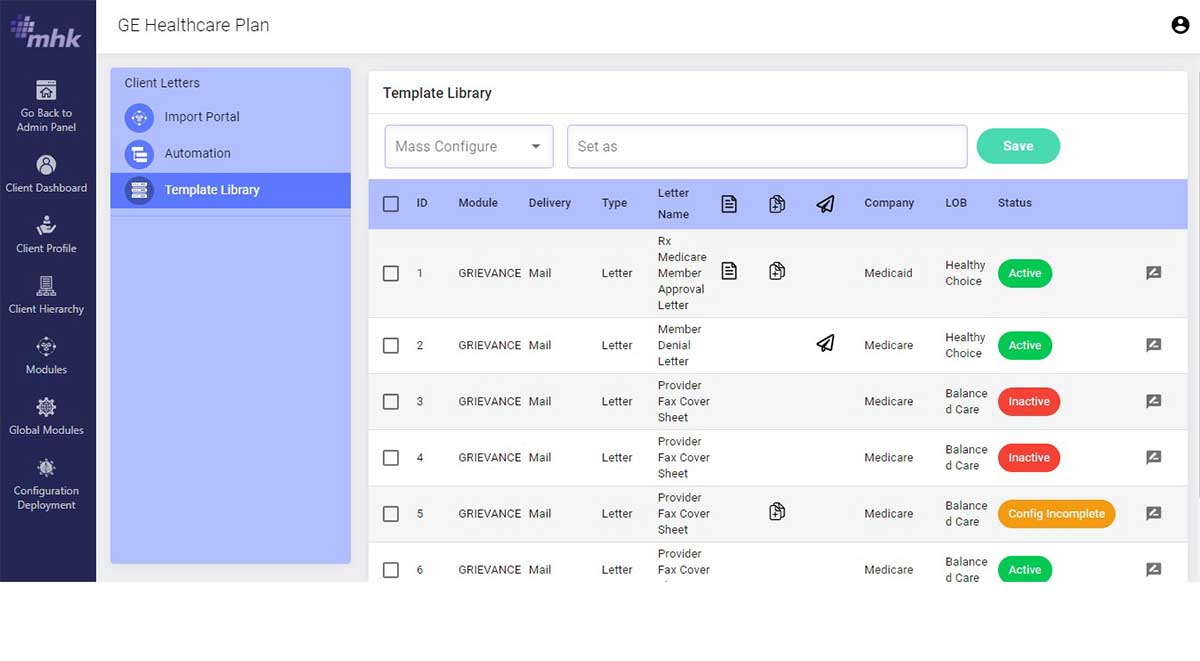 mhk
GE Healthcare Plan
Go Back to
Admin Panel
Client Dashboard
Client Profile
Client Hierarchy
Modules
Global Modules
Configuration
Deployment
Client Letters
Import Portal
Automation
Template Library
Template Library
Mass Configure
Set as
Save
ID Module Delivery Type Letter Name Company LOB Status
1 GRIEVANCE Mail Letter
Rx
Medicare
Member
Approval
Letter
Medicaid
Healthy
Choice
Active
2 GRIEVANCE Mail Letter
Member
Denial
Letter
Medicare
Healthy
Choice
Active
3 GRIEVANCE Mail Letter
Provider
Fax Cover
Sheet
Medicare
Balance
d Care
Inactive
4 GRIEVANCE Mail Letter
Provider
Fax Cover
Sheet
Medicare
Balance
d Care
Inactive
5 GRIEVANCE Mail Letter
Provider
Fax Cover
Sheet
Medicare
Balance
d Care
Config Incomplete
6 GRIEVANCE Mail Letter
Provider
Fax Cover
Medicare
Balance
d Care
Active